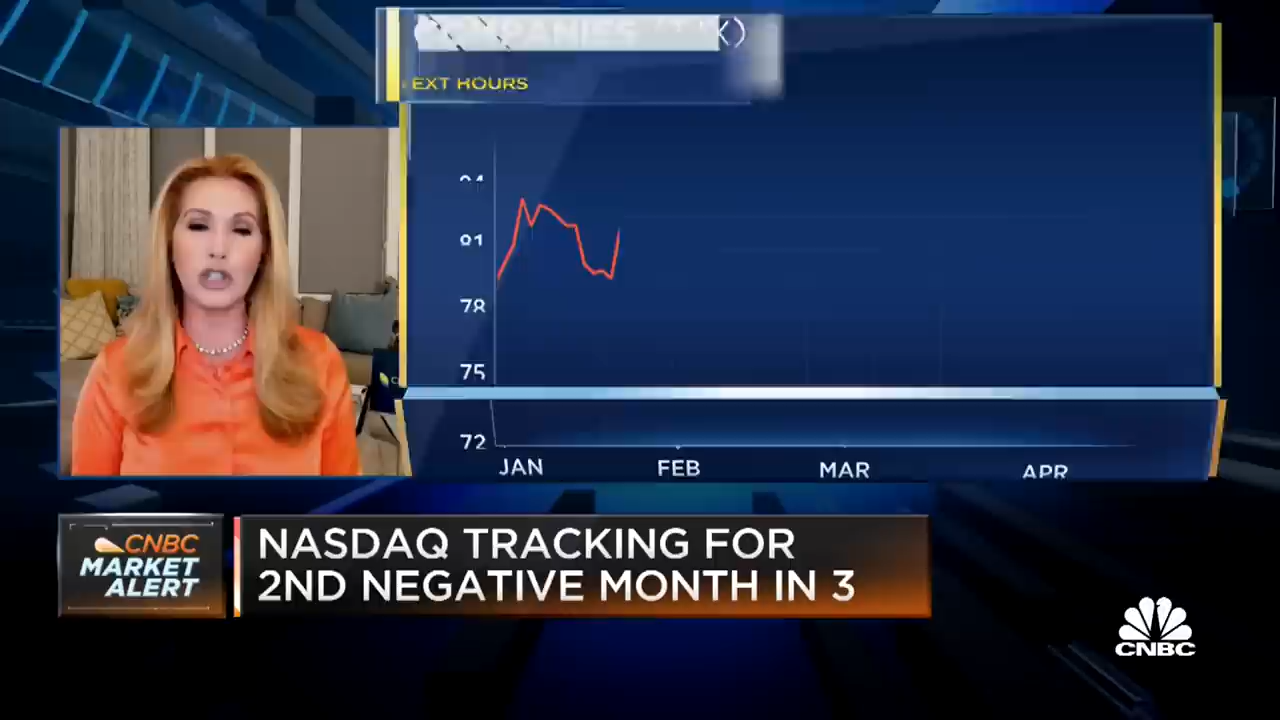 COMPANIES
EXT HOURS
81
78
75
72
JAN FEB MAR APR
CNBC
MARKET
ALERT
NASDAQ TRACKING FOR
2ND NEGATIVE MONTH IN 3
CNBC